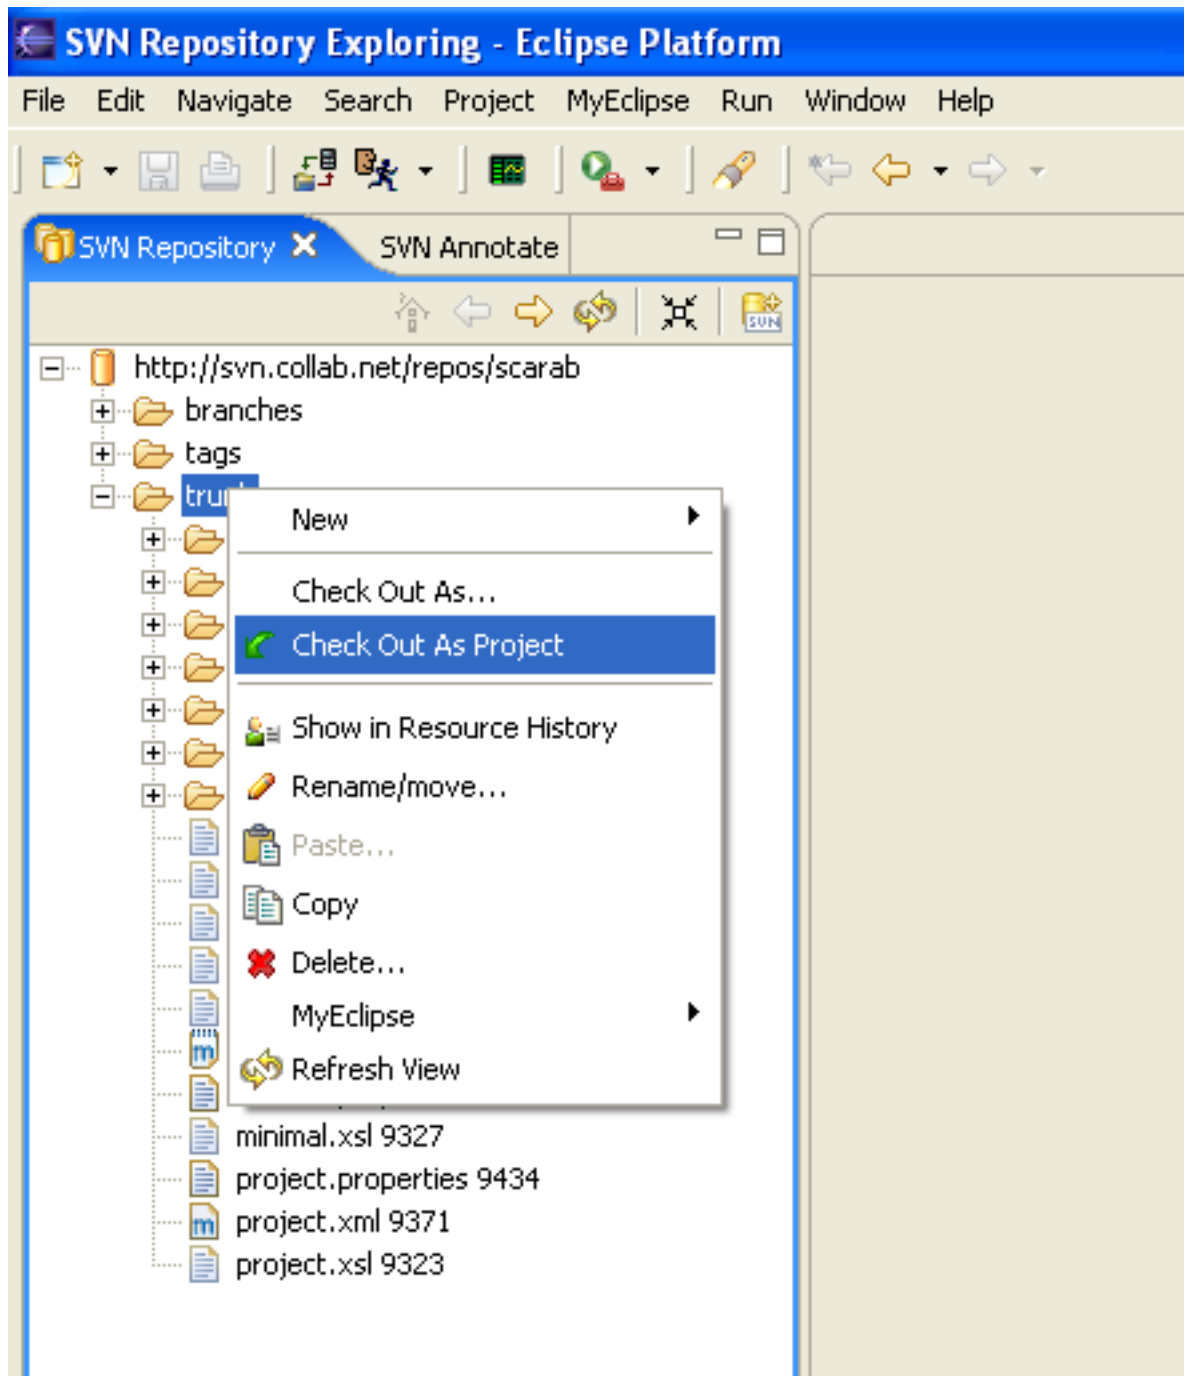 SVN Repository Exploring - Eclipse Platform
File Edit Navigate Search Project MyEclipse Run Window Help
SVN Repository SVN Annotate
SVN
http://svn.collab.net/repos/scarab
branches
tags
New
Check Out As...
Check Out As Project
Show in Resource History
Rename/move...
Paste...
Copy
Delete...
MyEclipse
Refresh View
minimal.xsl 9327
project.properties 9434
project.xml 9371
project.xsl 9323